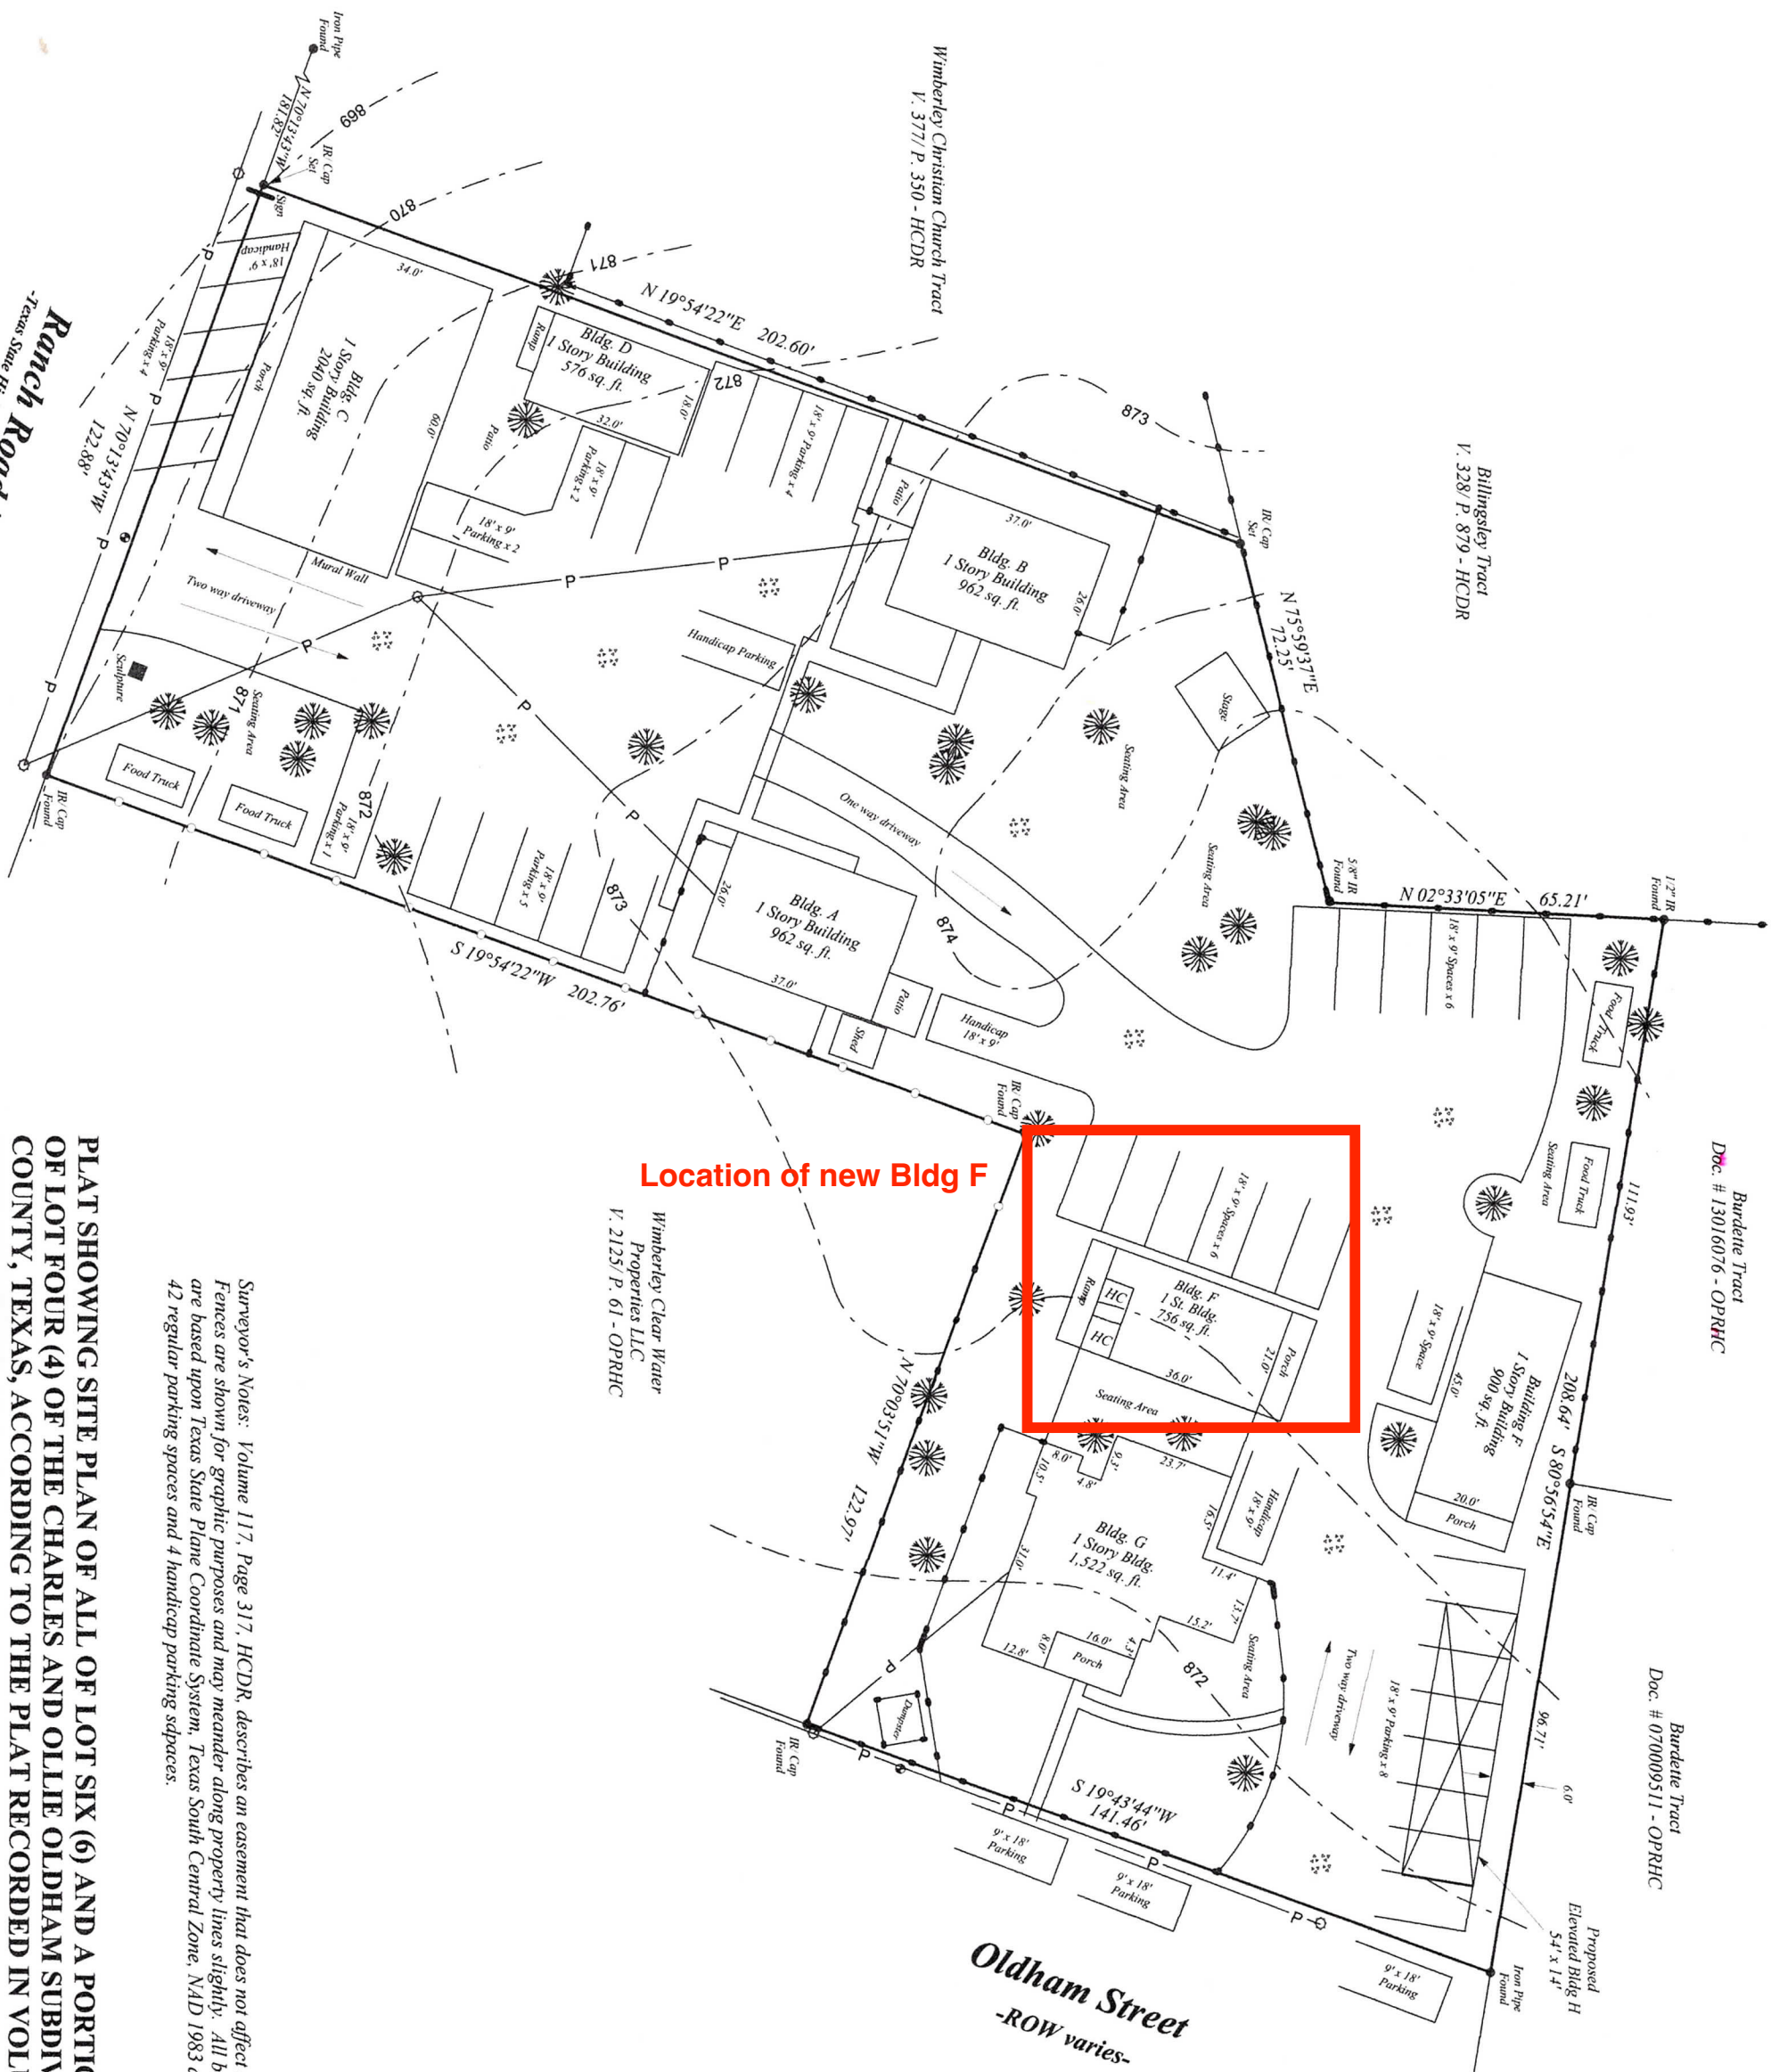 Iron Pipe
Found
N 70°13'43"W
181.82'
IR/ Cap
Set
Sign
869
870
871
872
873
Wimberley Christian Church Tract
V. 377/ P. 350 - HCDR
Billingsley Tract
V. 328/ P. 879 - HCDR
N 19°54'22"E 202.60'
Handicap
18' x 9'
18' x 9'
Parking x 4
34.0'
Porch
Bldg. C
1 Story Building
2040 sq. ft.
60.0'
Ramp
Bldg. D
1 Story Building
576 sq. ft.
18.0'
32.0'
Patio
18' x 9' Parking x 4
18' x 9'
Parking x 2
18' x 9'
Parking x 2
Mural Wall
Two way driveway
N 70°13'43"W
122.88'
Ranch Road
-Texas State Hi
Patio
37.0'
Bldg. B
1 Story Building
962 sq. ft.
26.0'
IR/ Cap
Set
N 75°59'37"E
72.25'
Stage
Handicap Parking
Seating Area
Seating Area
One way driveway
874
Sculpture
871
Seating Area
Food Truck
Food Truck
IR/ Cap
Found
872
18' x 9'
Parking x 1
18' x 9'
Parking x 5
873
26.0'
Bldg. A
1 Story Building
962 sq. ft.
37.0'
Patio
Shed
Handicap
18' x 9'
S 19°54'22"W 202.76'
5/8" IR
Found
N 02°33'05"E 65.21'
1/2" IR
Found
18' x 9' Spaces x 6
Food Truck
Food Truck
Seating Area
111.93'
Burdette Tract
Doc. # 13016076 - OPRHC
IR/ Cap
Found
Location of new Bldg F
18' x 9' Spaces x 6
Bldg. F
1 St. Bldg.
756 sq. ft.
Ramp
HC
HC
21.0'
Porch
36.0'
Seating Area
Wimberley Clear Water
Properties LLC
V. 2125/ P. 61 - OPRHC
N 70°03'51"W 122.97'
18' x 9' Space
45.0'
Building F
1 Story Building
900 sq. ft.
20.0'
Porch
208.64' S 80°56'54"E
IR/ Cap
Found
8.0'
9.3'
4.8'
23.7'
10.5'
16.5'
Handicap
18' x 9'
Bldg. G
1 Story Bldg.
1,522 sq. ft.
31.0'
11.4'
13.7'
15.2'
4.3'
16.0'
8.0'
12.8'
Porch
Seating Area
872
Two way driveway
18' x 9' Parking x 8
96.71'
6.0'
Burdette Tract
Doc. # 07009511 - OPRHC
Dumpster
IR/ Cap
Found
S 19°43'44"W
141.46'
9' x 18'
Parking
9' x 18'
Parking
9' x 18'
Parking
Iron Pipe
Found
Proposed
Elevated Bldg H
54' x 14'
Oldham Street
-ROW varies-
P
P
P
P
P
P
P
P
P
P
P
P
P
P
Surveyor's Notes: Volume 117, Page 317, HCDR, describes an easement that does not affect
Fences are shown for graphic purposes and may meander along property lines slightly. All b
are based upon Texas State Plane Coordinate System, Texas South Central Zone, NAD 1983
42 regular parking spaces and 4 handicap parking sdpaces.
PLAT SHOWING SITE PLAN OF ALL OF LOT SIX (6) AND A PORTIO
OF LOT FOUR (4) OF THE CHARLES AND OLLIE OLDHAM SUBDIV
COUNTY, TEXAS, ACCORDING TO THE PLAT RECORDED IN VOLU